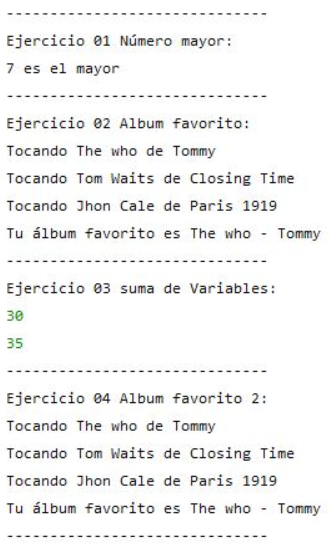 ------------------------------
Ejercicio 01 Número mayor:
7 es el mayor
------------------------------
Ejercicio 02 Album favorito:
Tocando The who de Tommy
Tocando Tom Waits de Closing Time
Tocando Jhon Cale de Paris 1919
Tu álbum favorito es The who - Tommy
------------------------------
Ejercicio 03 suma de Variables:
30
35
------------------------------
Ejercicio 04 Album favorito 2:
Tocando The who de Tommy
Tocando Tom Waits de Closing Time
Tocando Jhon Cale de Paris 1919
Tu álbum favorito es The who - Tommy
------------------------------